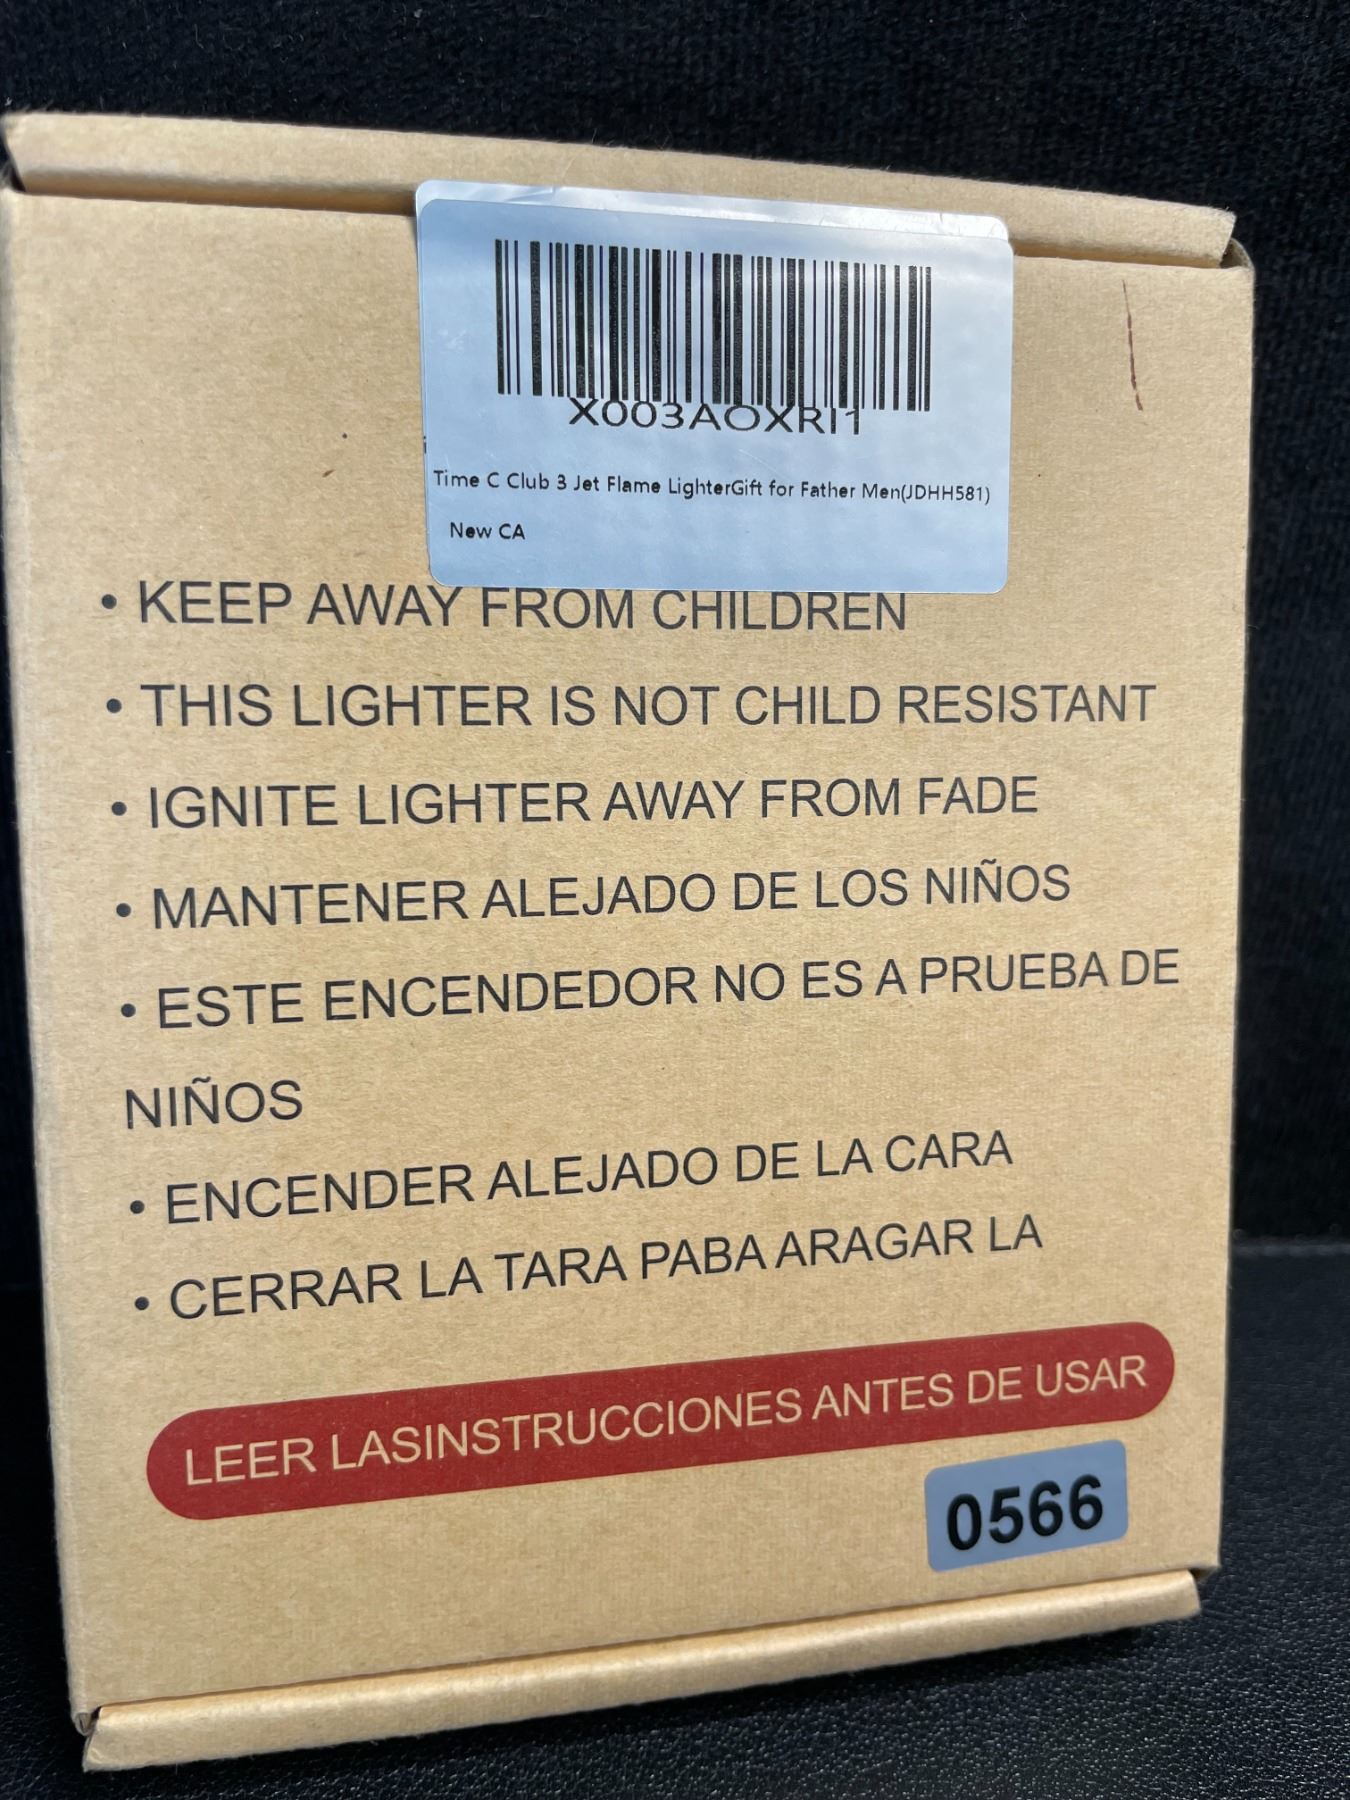 X003AOXRI1
Time C Club 3 Jet Flame LighterGift for Father Men(JDHH581)
New CA
• KEEP AWAY FROM CHILDREN
• THIS LIGHTER IS NOT CHILD RESISTANT
• IGNITE LIGHTER AWAY FROM FADE
• MANTENER ALEJADO DE LOS NIÑOS
• ESTE ENCENDEDOR NO ES A PRUEBA DE
NIÑOS
• ENCENDER ALEJADO DE LA CARA
• CERRAR LA TARA PABA ARAGAR LA
LEER LASINSTRUCCIONES ANTES DE USAR
0566